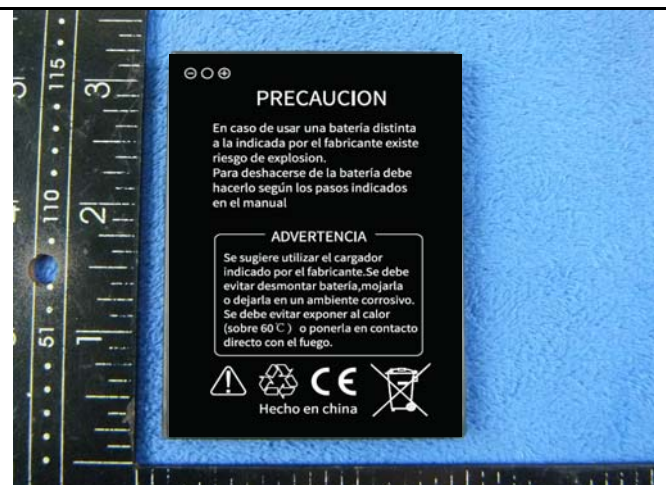 PRECAUCION
En caso de usar una batería distinta
a la indicada por el fabricante existe
riesgo de explosion.
Para deshacerse de la batería debe
hacerlo según los pasos indicados
en el manual
ADVERTENCIA
Se sugiere utilizar el cargador
indicado por el fabricante.Se debe
evitar desmontar batería,mojarla
o dejarla en un ambiente corrosivo.
Se debe evitar exponer al calor
(sobre 60℃) o ponerla en contacto
directo con el fuego.
CE
Hecho en china
115
3
110
2
51
1